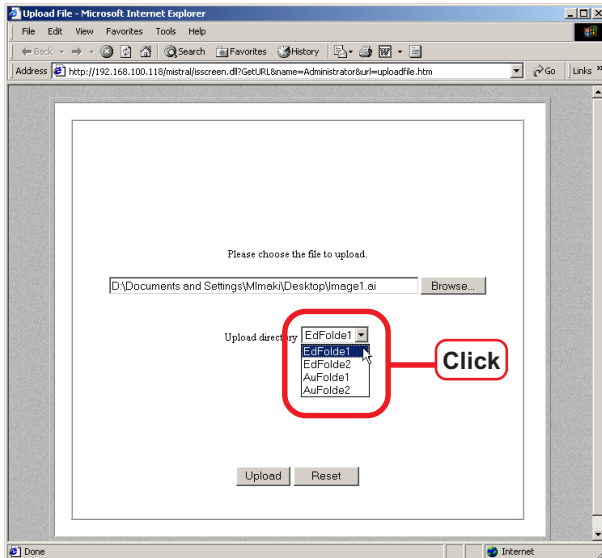 Upload File - Microsoft Internet Explorer
File Edit View Favorites Tools Help
Back Search Favorites History
Address http://192.168.100.118/mistral/isscreen.dll?GetURL&name=Administrator&url=uploadfile.htm Go Links »
Please choose the file to upload.
D:\Documents and Settings\MImaki\Desktop\Image1.ai Browse...
Upload directory EdFolde1
EdFolde1
EdFolde2
AuFolde1
AuFolde2
Click
Upload Reset
Done Internet